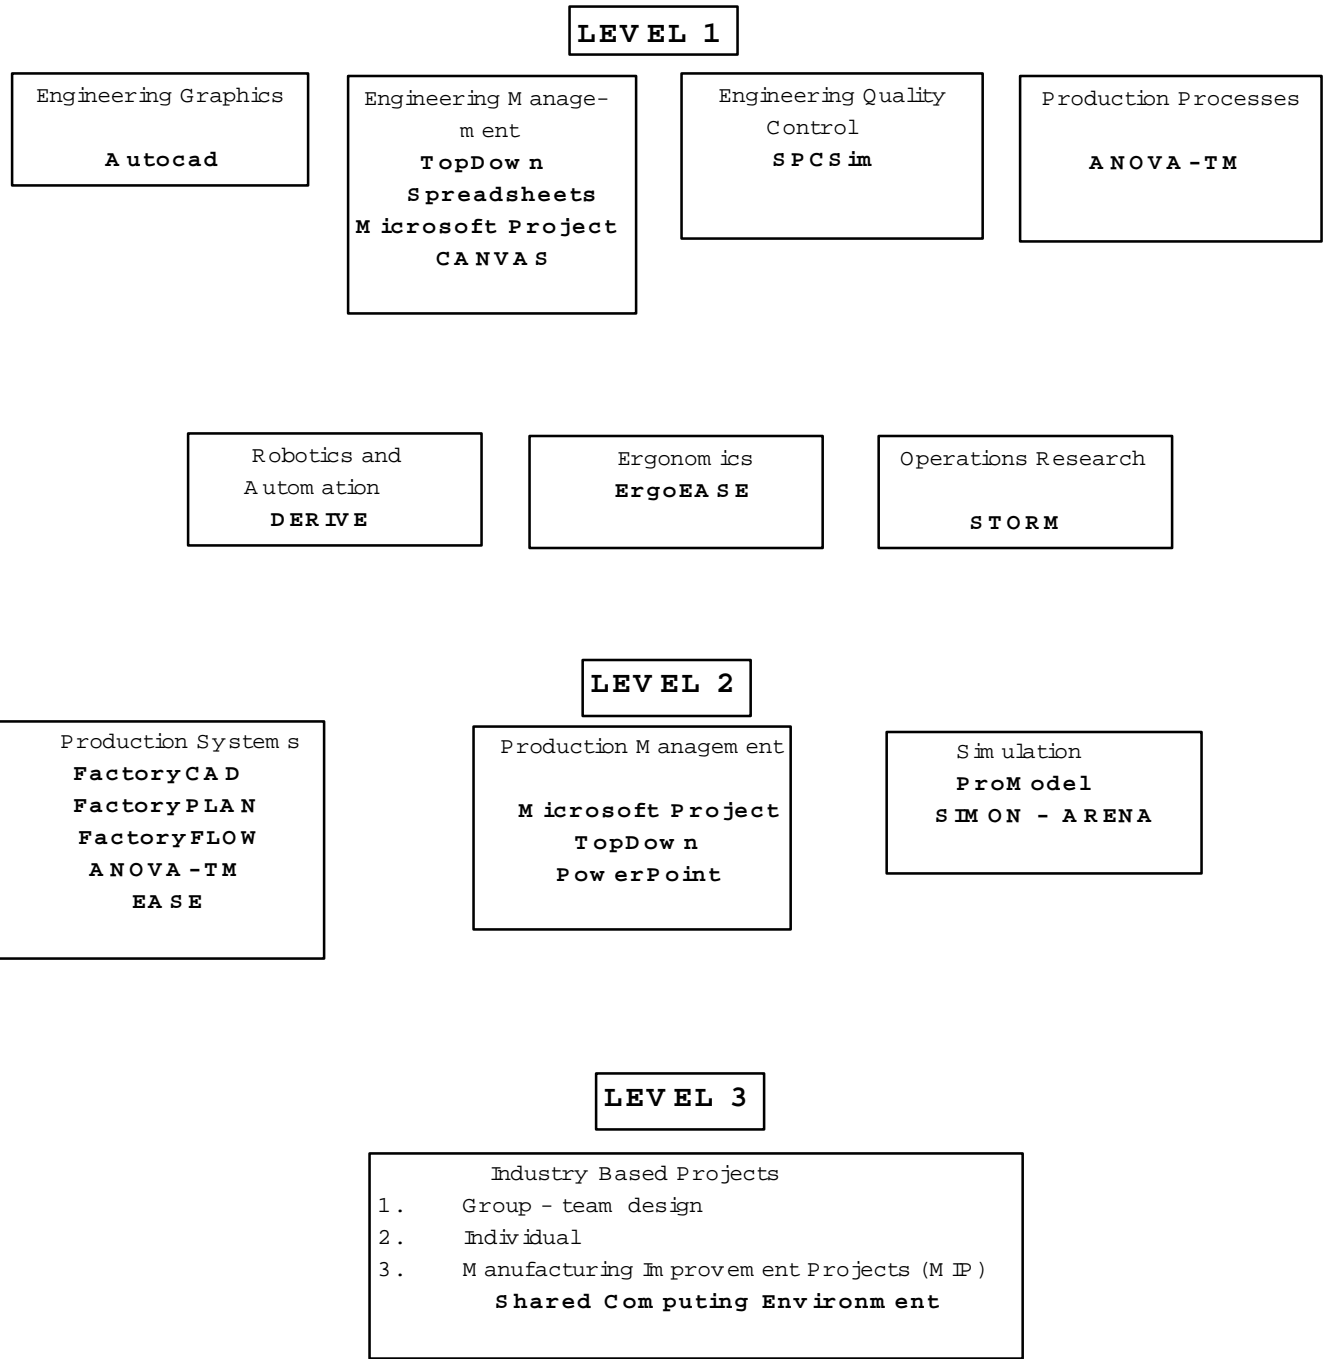 LEVEL 1
Engineering Graphics
Autocad
Engineering Manage-
ment
TopDown
Spreadsheets
Microsoft Project
CANVAS
Engineering Quality
Control
SPCSim
Production Processes
ANOVA-TM
Robotics and
Automation
DERIVE
Ergonomics
ErgoEASE
Operations Research
STORM
LEVEL 2
Production Systems
FactoryCAD
FactoryPLAN
FactoryFLOW
ANOVA-TM
EASE
Production Management
Microsoft Project
TopDown
PowerPoint
Simulation
ProModel
SIMON - ARENA
LEVEL 3
Industry Based Projects
1. Group - team design
2. Individual
3. Manufacturing Improvement Projects (MIP)
Shared Computing Environment